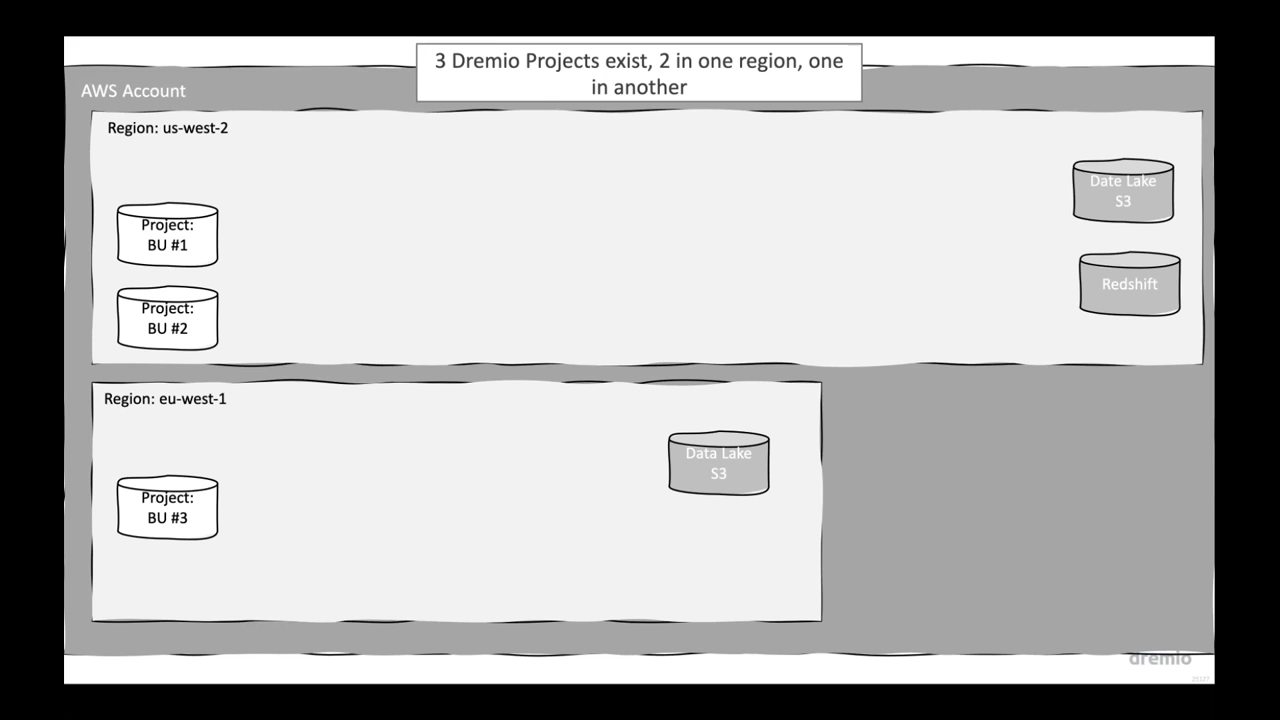 3 Dremio Projects exist, 2 in one region, one
in another
AWS Account
Region: us-west-2
Project:
BU #1
Project:
BU #2
Date Lake
S3
Redshift
Region: eu-west-1
Project:
BU #3
Data Lake
S3
dremio